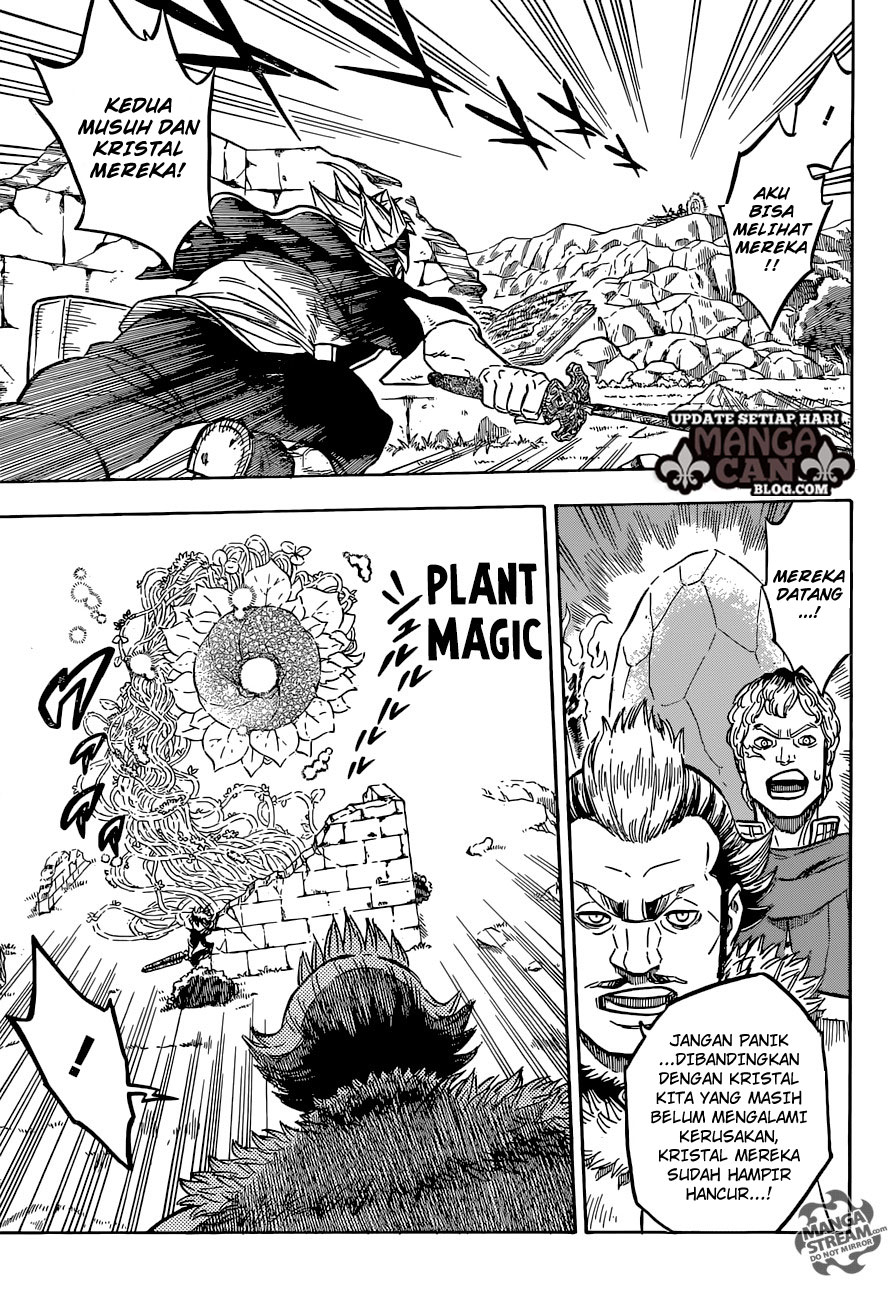 !
AKU
BISA
MELIHAT
MEREKA
!!
KEDUA
MUSUH DAN
KRISTAL
MEREKA!
UPDATE SETIAP HARI
MANGA
CAN
BLOG.COM
MEREKA
DATANG
...!
JANGAN PANIK
...DIBANDINGKAN
DENGAN KRISTAL
KITA YANG MASIH
BELUM MENGALAMI
KERUSAKAN,
KRISTAL MEREKA
SUDAH HAMPIR
HANCUR...!
PLANT
MAGIC
!
MANGA
STREAM.com
DO NOT MIRROR